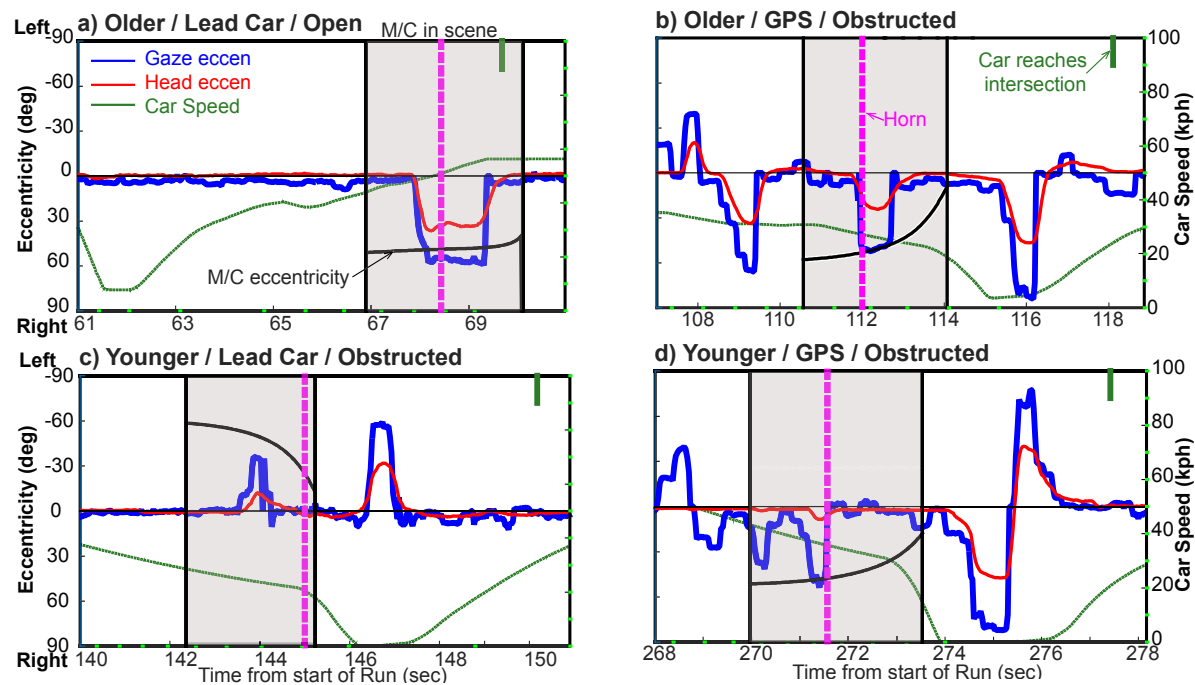 a) Older / Lead Car / Open
Left
-90
-60
-30
0
30
60
90
Eccentricity (deg)
M/C in scene
Gaze eccen
Head eccen
Car Speed
M/C eccentricity
Right
61
63
65
67
69
b) Older / GPS / Obstructed
100
80
60
40
20
0
Car Speed (kph)
Car reaches
intersection
Horn
108
110
112
114
116
118
c) Younger / Lead Car / Obstructed
Left
-90
-60
-30
0
30
60
90
Eccentricity (deg)
Right
140
142
144
146
148
150
Time from start of Run (sec)
d) Younger / GPS / Obstructed
100
80
60
40
20
0
Car Speed (kph)
268
270
272
274
276
278
Time from start of Run (sec)